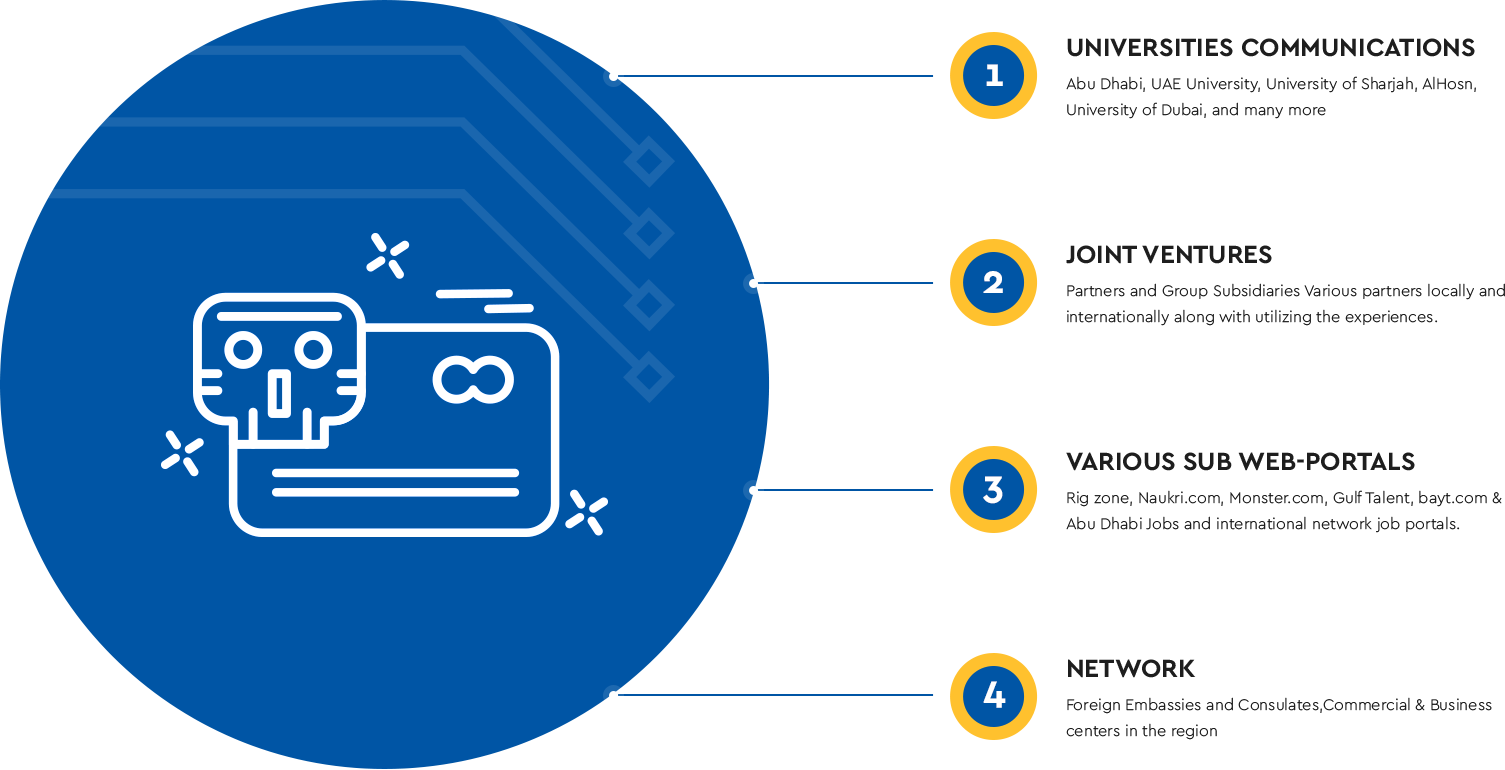 1
UNIVERSITIES COMMUNICATIONS
Abu Dhabi, UAE University, University of Sharjah, AlHosn,
University of Dubai, and many more
2
JOINT VENTURES
Partners and Group Subsidiaries Various partners locally and
internationally along with utilizing the experiences.
3
VARIOUS SUB WEB-PORTALS
Rig zone, Naukri.com, Monster.com, Gulf Talent, bayt.com &
Abu Dhabi Jobs and international network job portals.
4
NETWORK
Foreign Embassies and Consulates,Commercial & Business
centers in the region